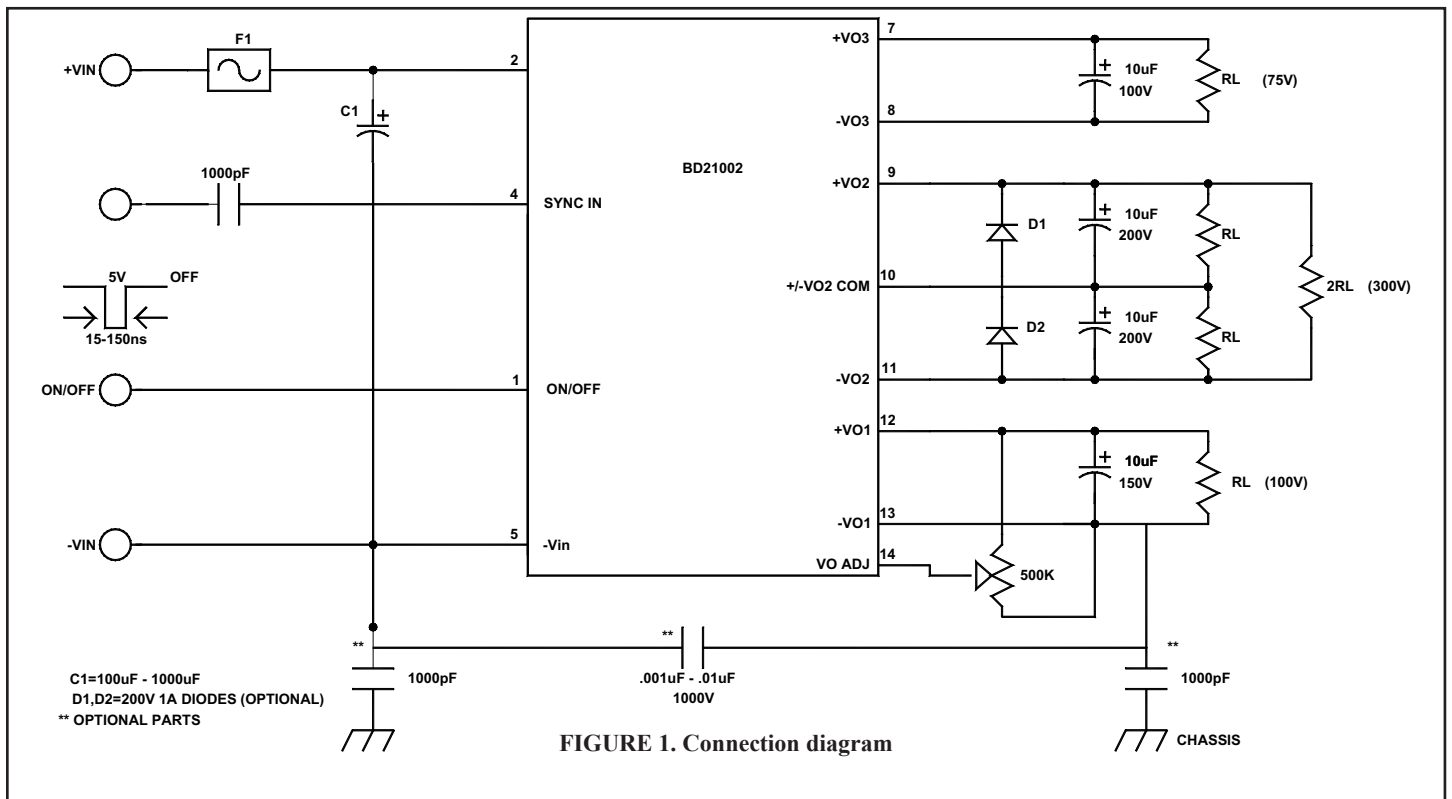 F1
+VIN
2
C1
+
1000pF
4
SYNC IN
5V
OFF
15-150ns
ON/OFF
1
ON/OFF
-VIN
5
-Vin
BD21002
+VO3
7
+
10uF
100V
RL
(75V)
-VO3
8
+VO2
9
D1
+
10uF
200V
RL
+/-VO2 COM
10
2RL
(300V)
D2
+
10uF
200V
RL
-VO2
11
+VO1
12
+
10uF
150V
RL
(100V)
-VO1
13
VO ADJ
14
500K
**
1000pF
**
.001uF - .01uF
1000V
**
1000pF
C1=100uF - 1000uF
D1,D2=200V 1A DIODES (OPTIONAL)
** OPTIONAL PARTS
CHASSIS
FIGURE 1. Connection diagram